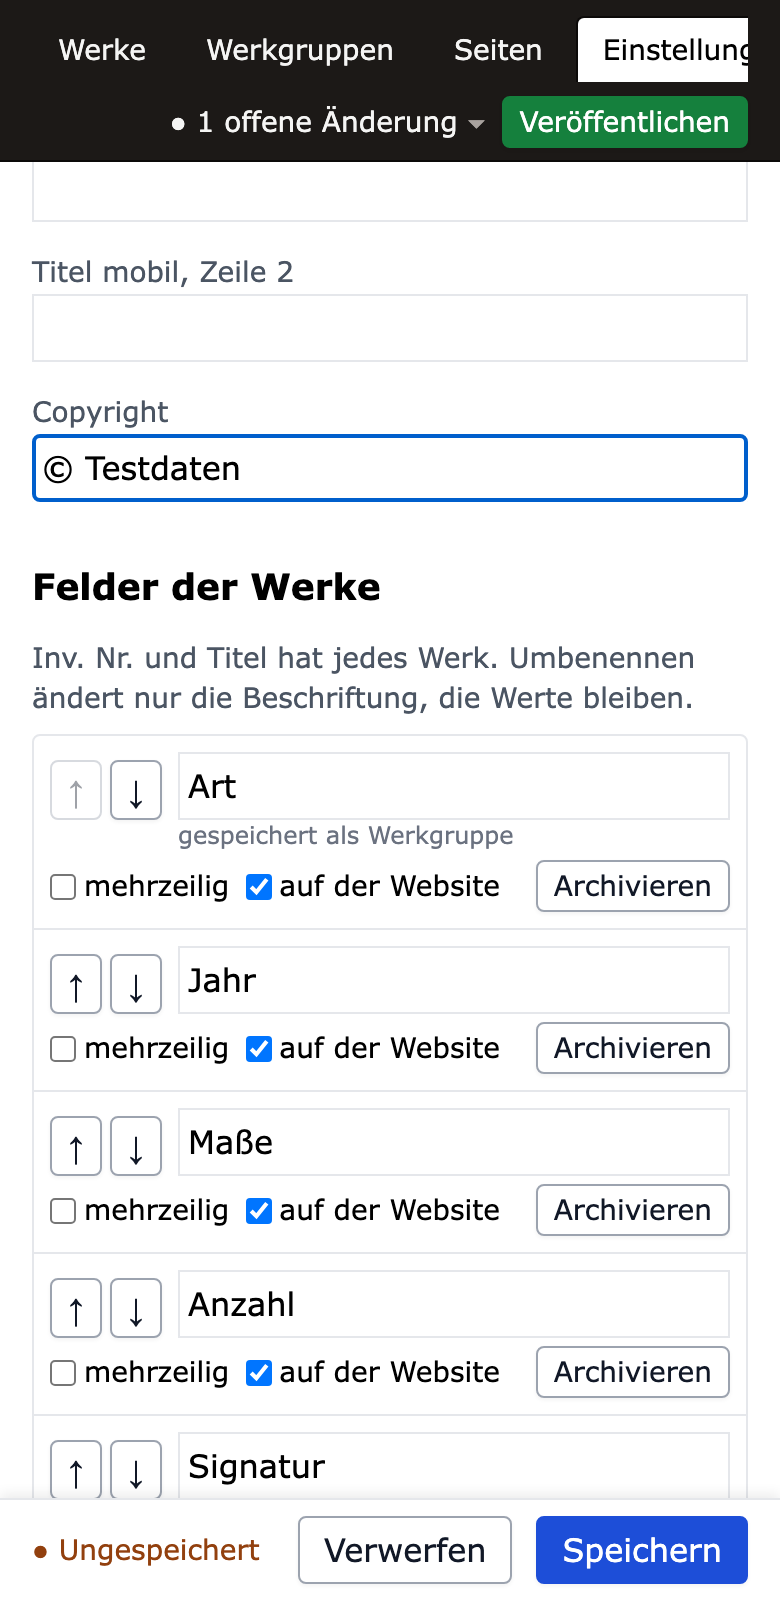 Werke Werkgruppen Seiten Einstellung
● 1 offene Änderung Veröffentlichen
Titel mobil, Zeile 2
Copyright
© Testdaten
Felder der Werke
Inv. Nr. und Titel hat jedes Werk. Umbenennen
ändert nur die Beschriftung, die Werte bleiben.
↑ ↓ Art
gespeichert als Werkgruppe
mehrzeilig auf der Website Archivieren
↑ ↓ Jahr
mehrzeilig auf der Website Archivieren
↑ ↓ Maße
mehrzeilig auf der Website Archivieren
↑ ↓ Anzahl
mehrzeilig auf der Website Archivieren
↑ ↓ Signatur
● Ungespeichert Verwerfen Speichern